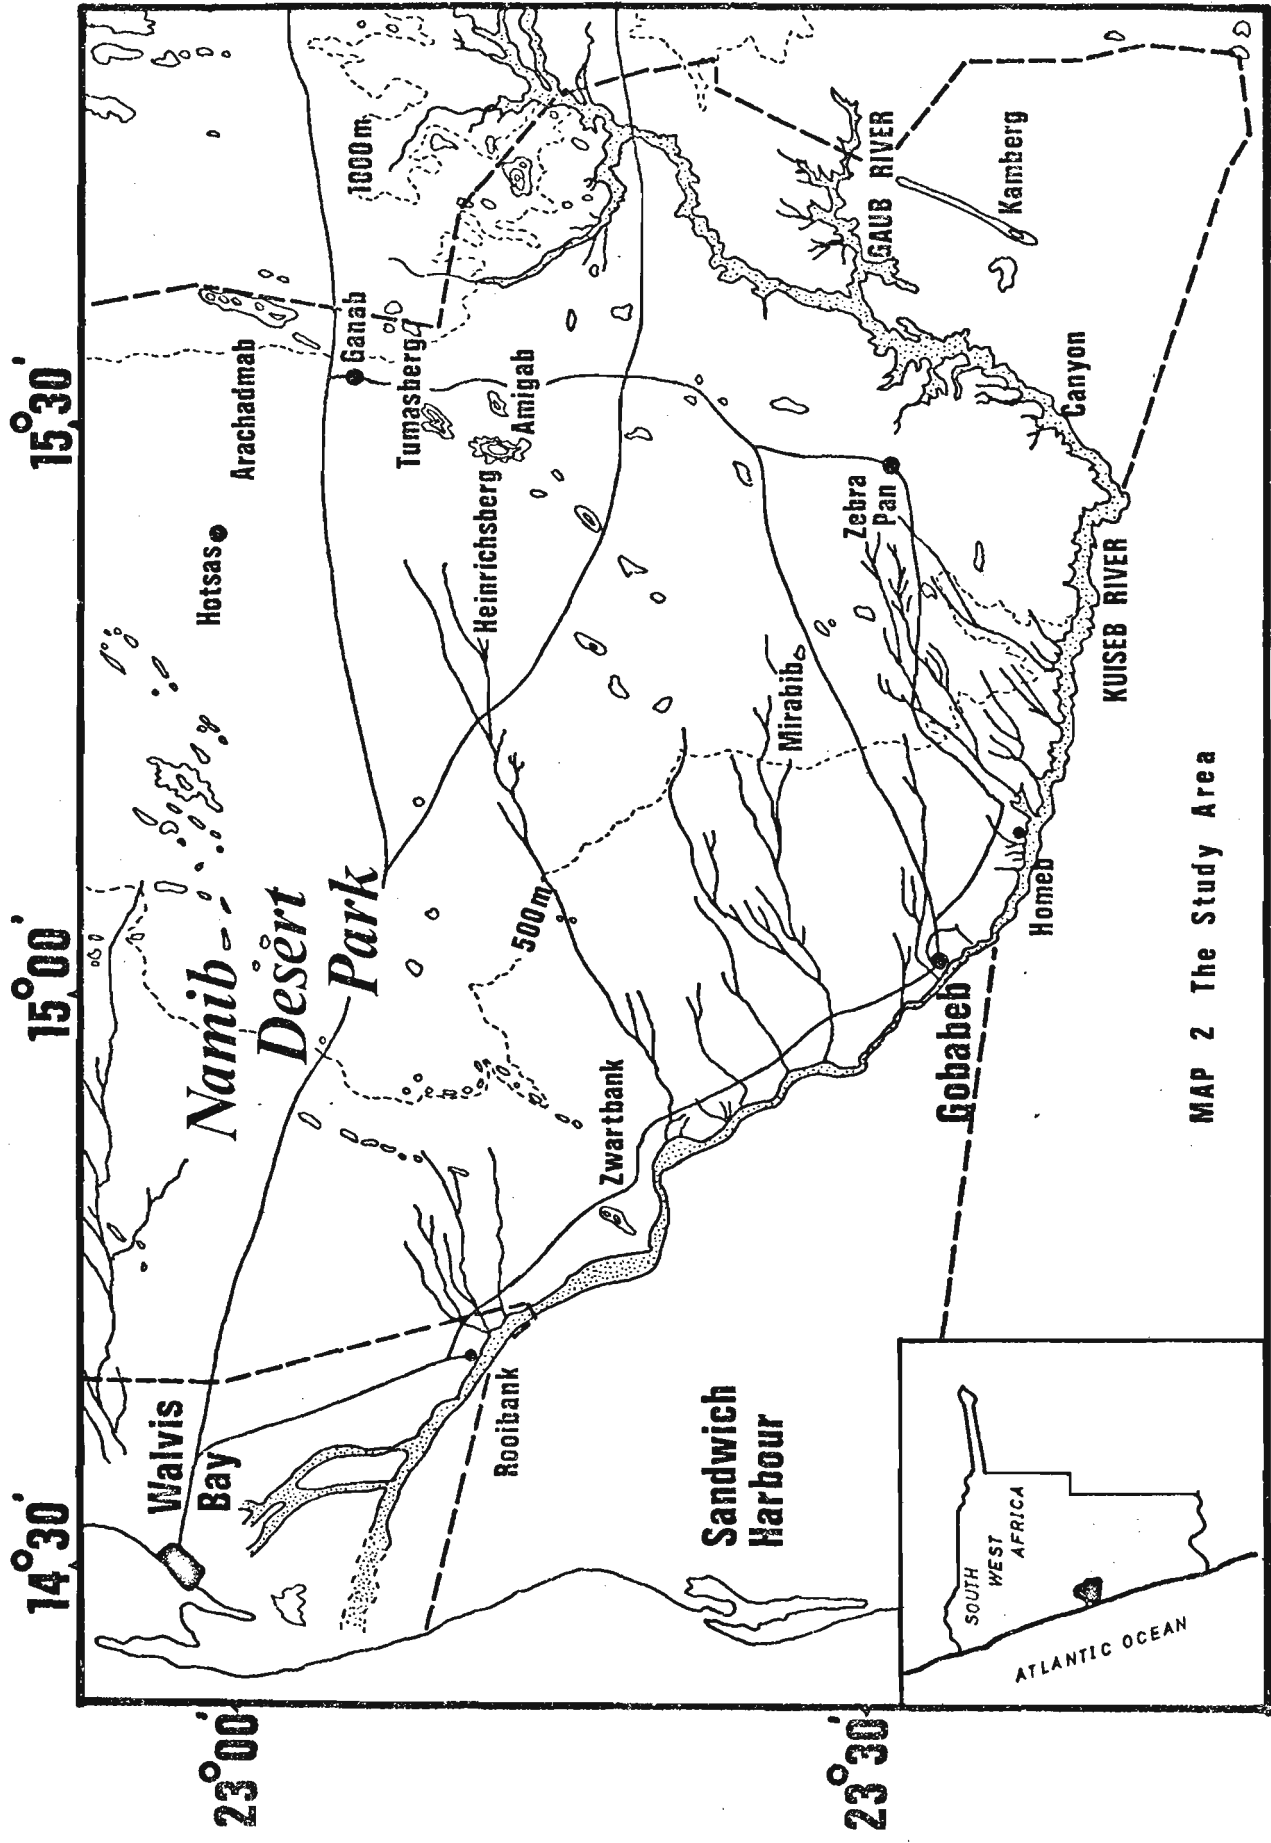 14°30'
15°00'
15°30'
23°00'
23°30'
Walvis
Bay
Namib
Desert
Park
Hotsas
Arachadmab
Ganab
1000m
Tumasberg
Amigab
Heinrichsberg
500m
Rooibank
Zwartbank
Mirabib
Zebra
Pan
GAUB RIVER
Kamberg
Sandwich
Harbour
Gobabeb
Homeb
KUISEB RIVER
Canyon
SOUTH
WEST
AFRICA
ATLANTIC OCEAN
MAP 2 The Study Area